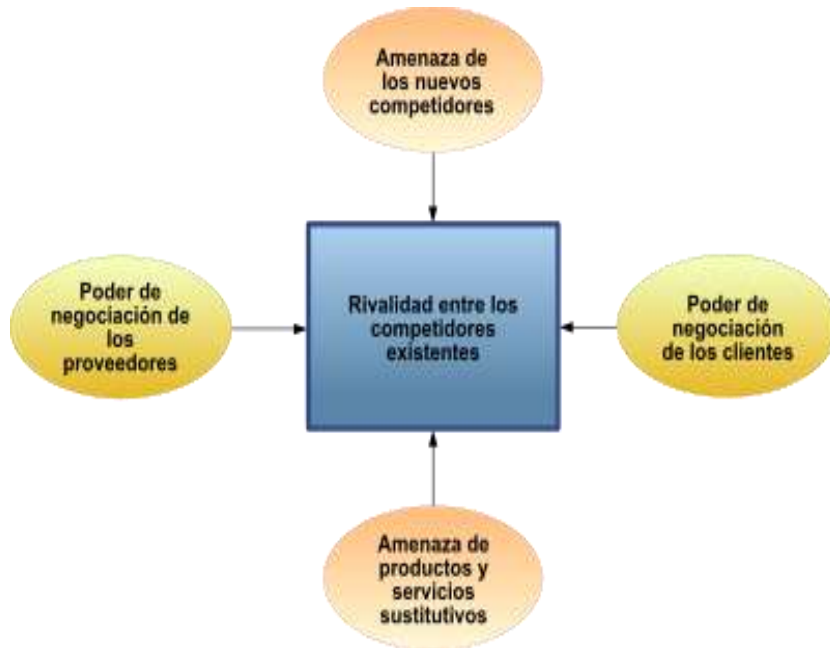 Amenaza de
los nuevos
competidores
Poder de
negociación de
los
proveedores
Rivalidad entre los
competidores
existentes
Poder de
negociación
de los clientes
Amenaza de
productos y
servicios
sustitutivos